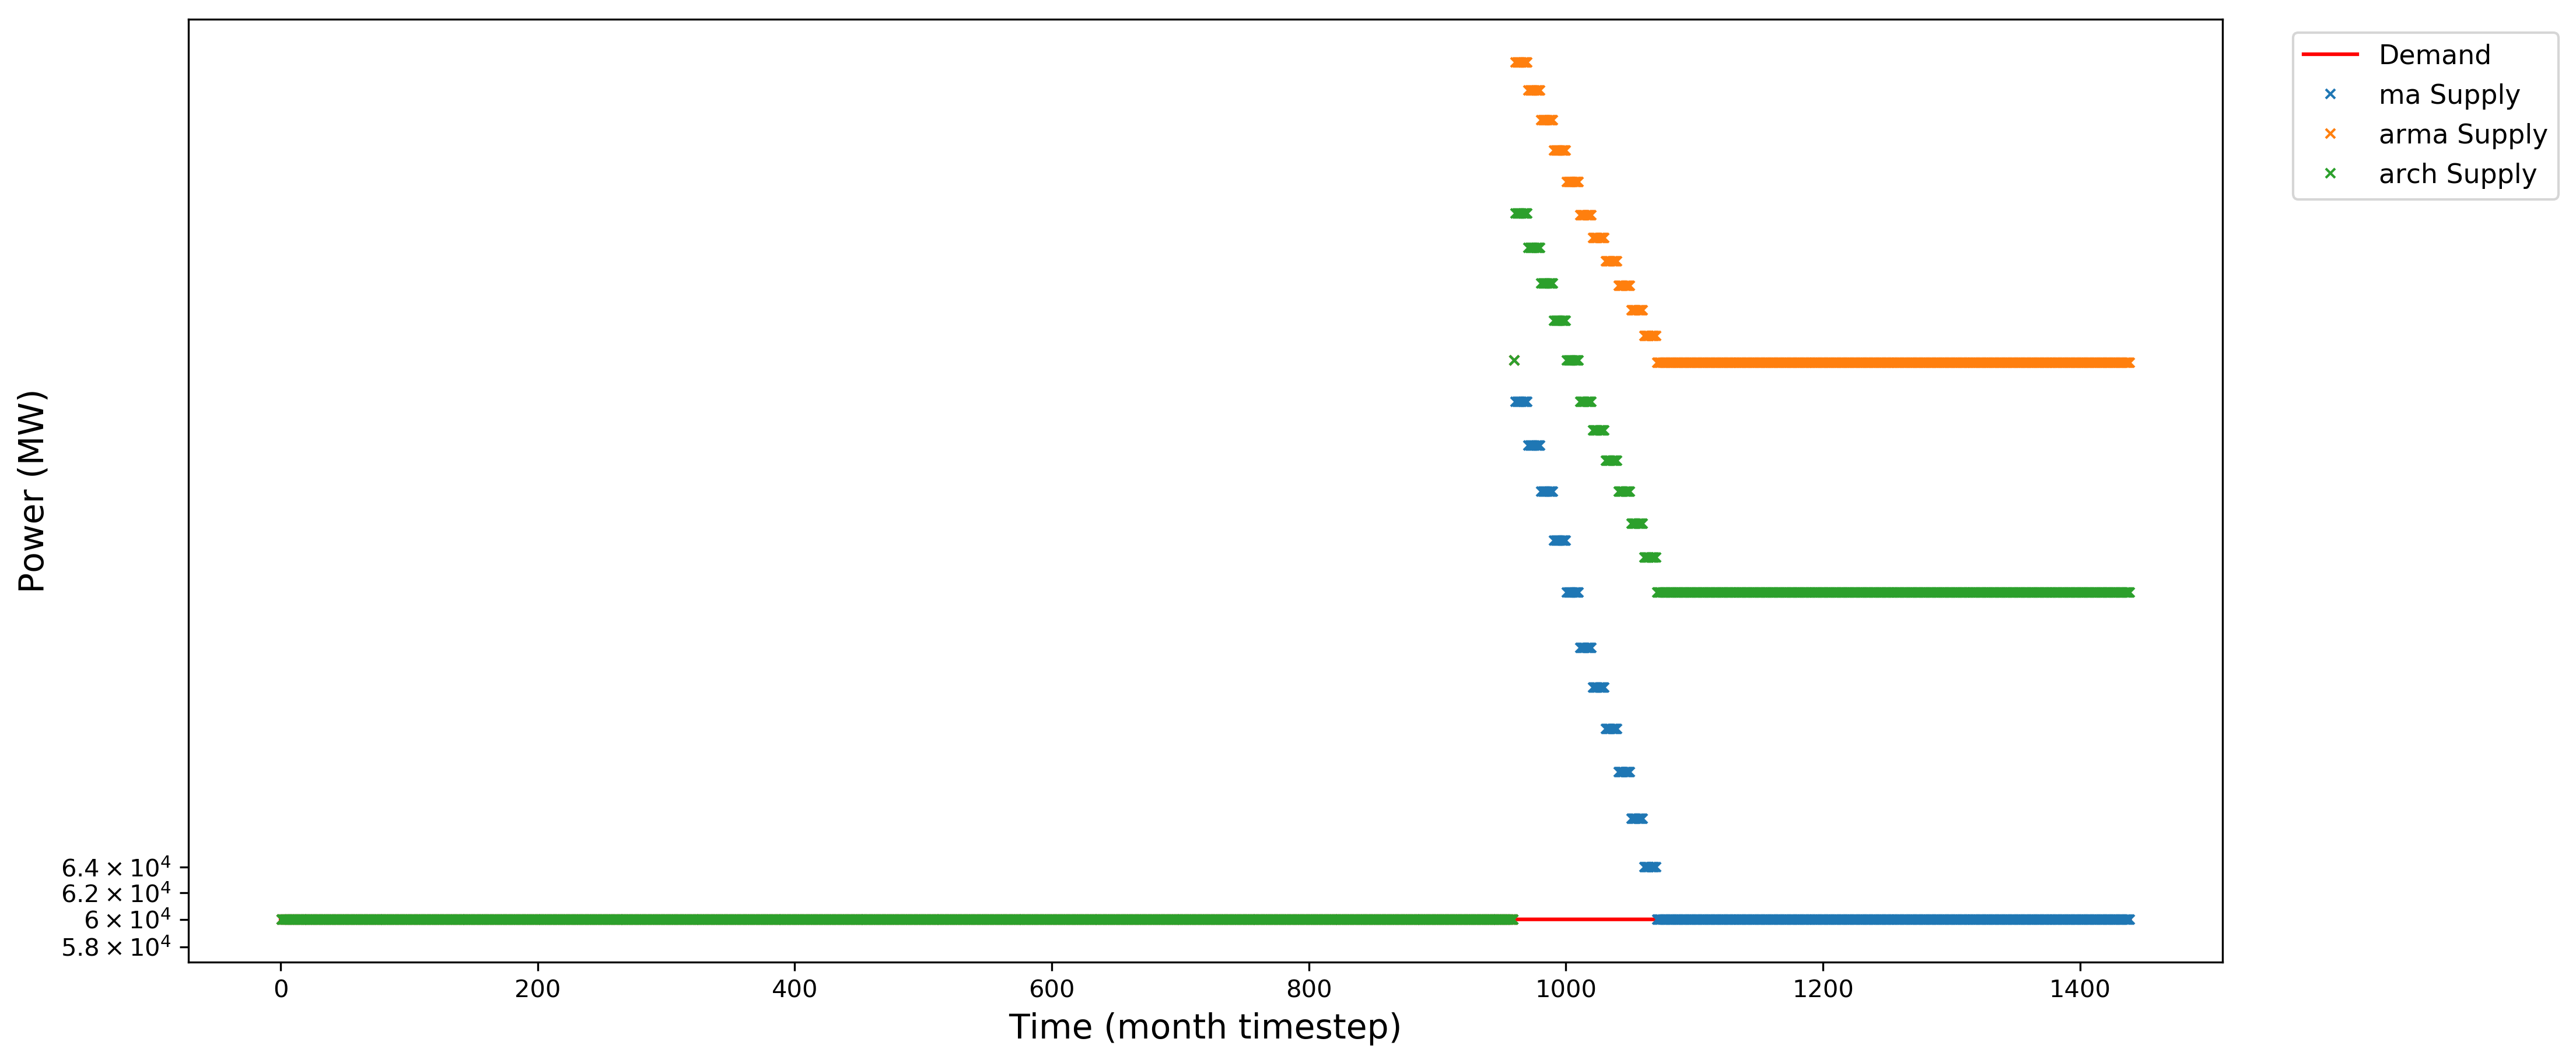 Demand
ma Supply
arma Supply
arch Supply
Power (MW)
6.4 × 10⁴
6.2 × 10⁴
6 × 10⁴
5.8 × 10⁴
0 200 400 600 800 1000 1200 1400
Time (month timestep)